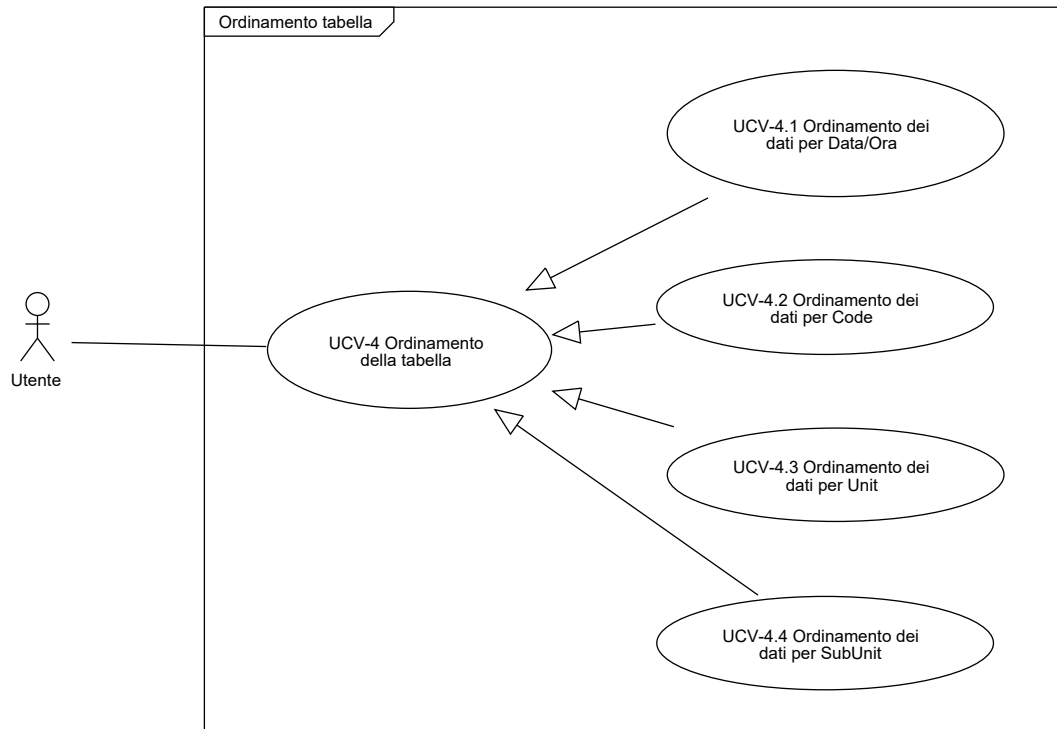 Ordinamento tabella
UCV-4.1 Ordinamento dei
dati per Data/Ora
UCV-4.2 Ordinamento dei
dati per Code
UCV-4 Ordinamento
della tabella
Utente
UCV-4.3 Ordinamento dei
dati per Unit
UCV-4.4 Ordinamento dei
dati per SubUnit